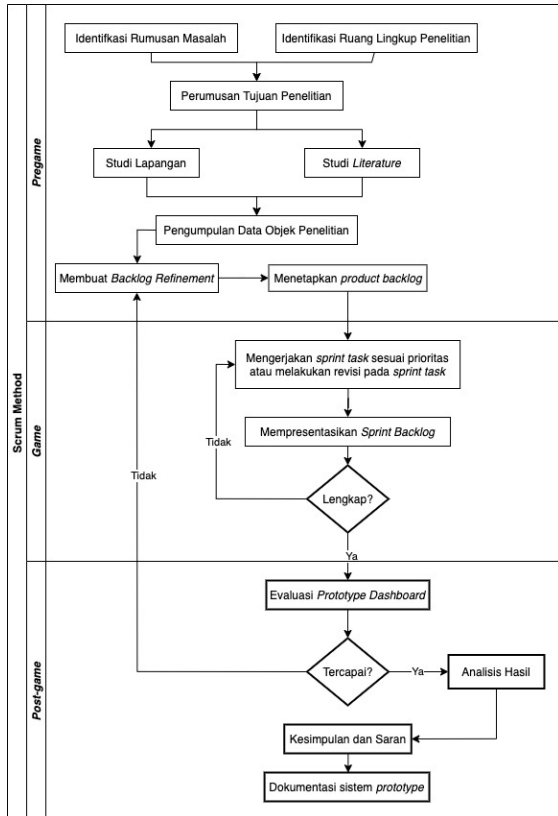 Scrum Method
Pregame
Identifkasi Rumusan Masalah
Identifikasi Ruang Lingkup Penelitian
Perumusan Tujuan Penelitian
Studi Lapangan
Studi Literature
Pengumpulan Data Objek Penelitian
Membuat Backlog Refinement
Menetapkan product backlog
Game
Mengerjakan sprint task sesuai prioritas
atau melakukan revisi pada sprint task
Mempresentasikan Sprint Backlog
Tidak
Tidak
Lengkap?
Ya
Post-game
Evaluasi Prototype Dashboard
Tercapai?
Ya
Analisis Hasil
Kesimpulan dan Saran
Dokumentasi sistem prototype